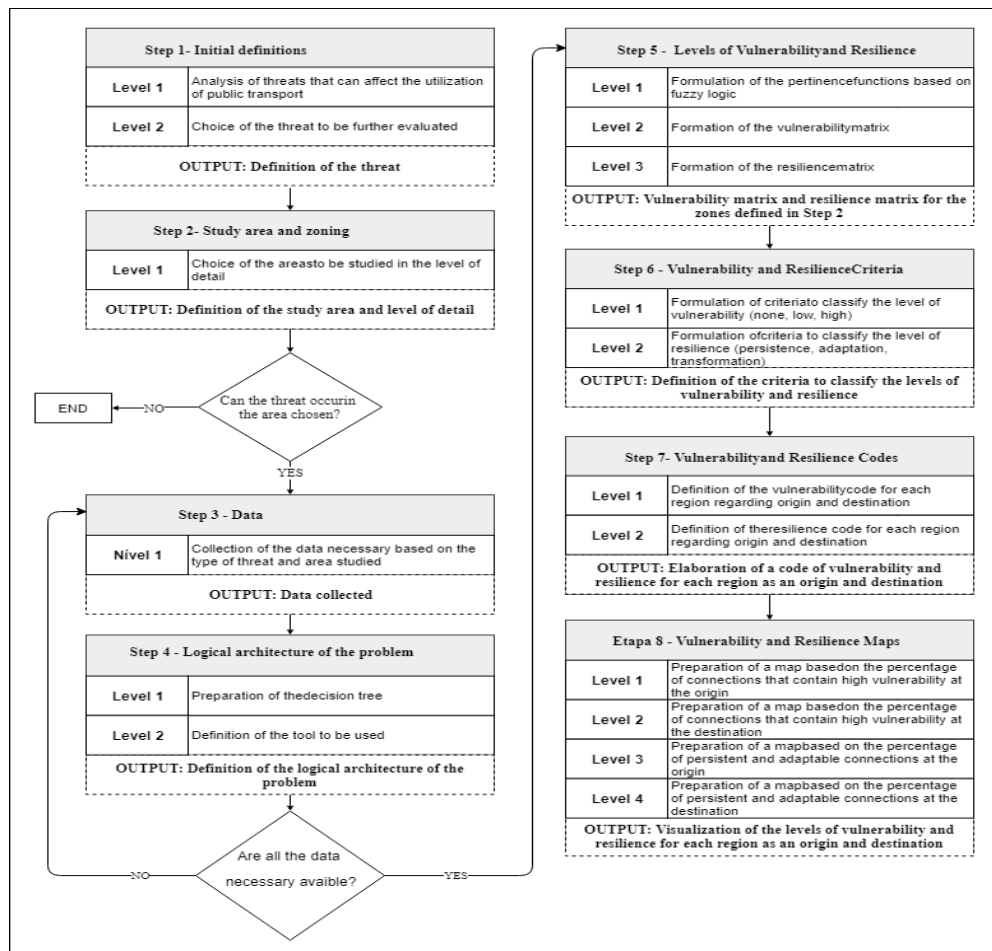 Step 1- Initial definitions
Level 1
Analysis of threats that can affect the utilization
of public transport
Level 2
Choice of the threat to be further evaluated
OUTPUT: Definition of the threat
Step 2- Study area and zoning
Level 1
Choice of the areasto be studied in the level of
detail
OUTPUT: Definition of the study area and level of detail
Can the threat occurin
the area chosen?
NO
END
YES
Step 3 - Data
Nível 1
Collection of the data necessary based on the
type of threat and area studied
OUTPUT: Data collected
Step 4 - Logical architecture of the problem
Level 1
Preparation of thedecision tree
Level 2
Definition of the tool to be used
OUTPUT: Definition of the logical architecture of the
problem
Are all the data
necessary avaible?
NO
YES
Step 5 - Levels of Vulnerabilityand Resilience
Level 1
Formulation of the pertinencefunctions based on
fuzzy logic
Level 2
Formation of the vulnerabilitymatrix
Level 3
Formation of the resiliencematrix
OUTPUT: Vulnerability matrix and resilience matrix for the
zones defined in Step 2
Step 6 - Vulnerability and ResilienceCriteria
Level 1
Formulation of criteriato classify the level of
vulnerability (none, low, high)
Level 2
Formulation ofcriteria to classify the level of
resilience (persistence, adaptation,
transformation)
OUTPUT: Definition of the criteria to classify the levels of
vulnerability and resilience
Step 7- Vulnerabilityand Resilience Codes
Level 1
Definition of the vulnerabilitycode for each
region regarding origin and destination
Level 2
Definition of theresilience code for each region
regarding origin and destination
OUTPUT: Elaboration of a code of vulnerability and
resilience for each region as an origin and destination
Etapa 8 - Vulnerability and Resilience Maps
Level 1
Preparation of a map basedon the percentage
of connections that contain high vulnerability at
the origin
Level 2
Preparation of a map basedon the percentage
of connections that contain high vulnerability at
the destination
Level 3
Preparation of a mapbased on the percentage
of persistent and adaptable connections at the
origin
Level 4
Preparation of a mapbased on the percentage
of persistent and adaptable connections at the
destination
OUTPUT: Visualization of the levels of vulnerability and
resilience for each region as an origin and destination